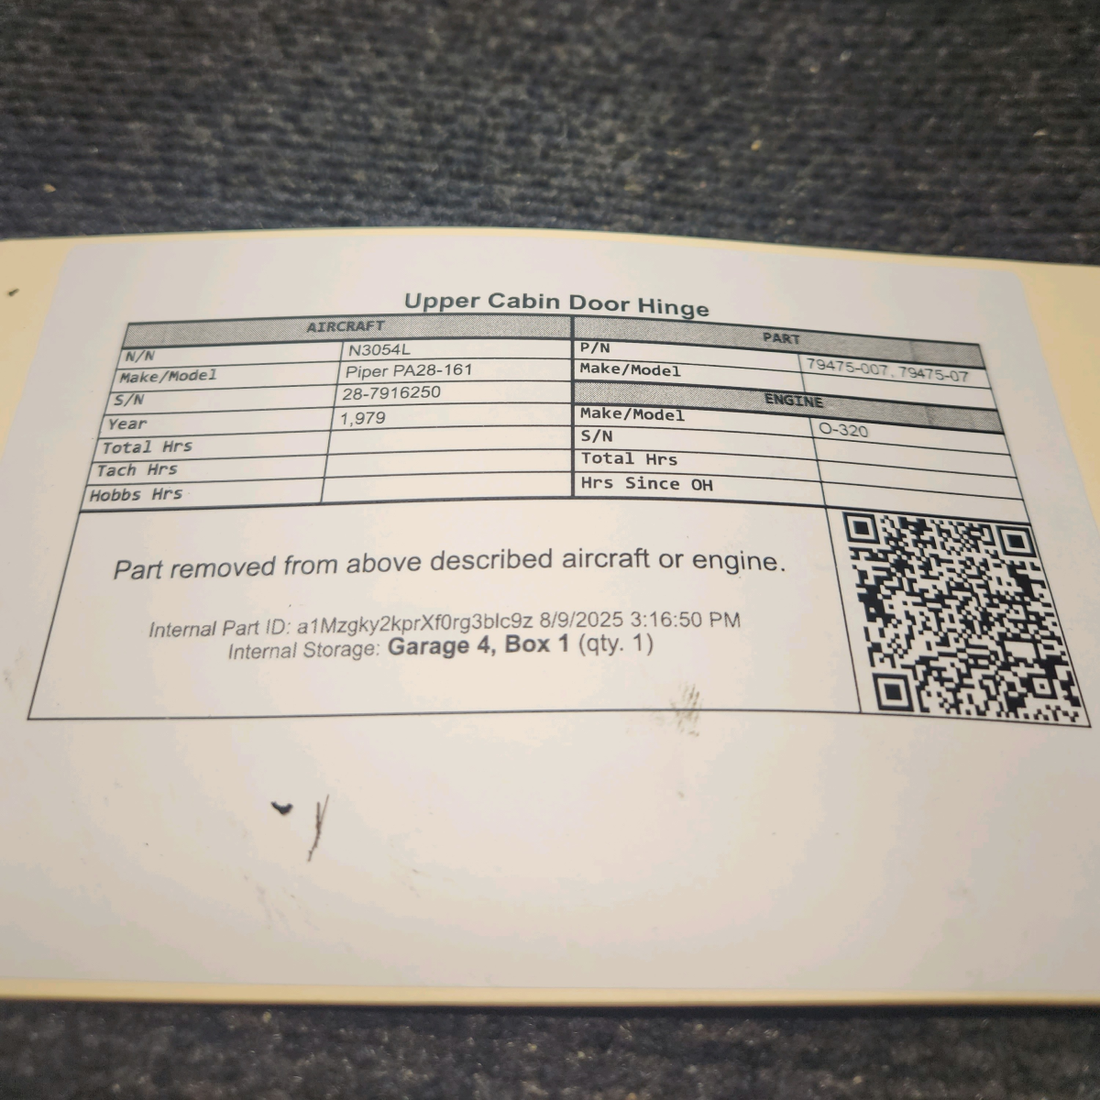 Upper Cabin Door Hinge
AIRCRAFT
N/N N3054L
Make/Model Piper PA28-161
S/N 28-7916250
Year 1,979
Total Hrs
Tach Hrs
Hobbs Hrs
PART
P/N 79475-007, 79475-07
Make/Model
ENGINE
Make/Model O-320
S/N
Total Hrs
Hrs Since OH
Part removed from above described aircraft or engine.
Internal Part ID: a1Mzgky2kprXf0rg3blc9z 8/9/2025 3:16:50 PM
Internal Storage: Garage 4, Box 1 (qty. 1)